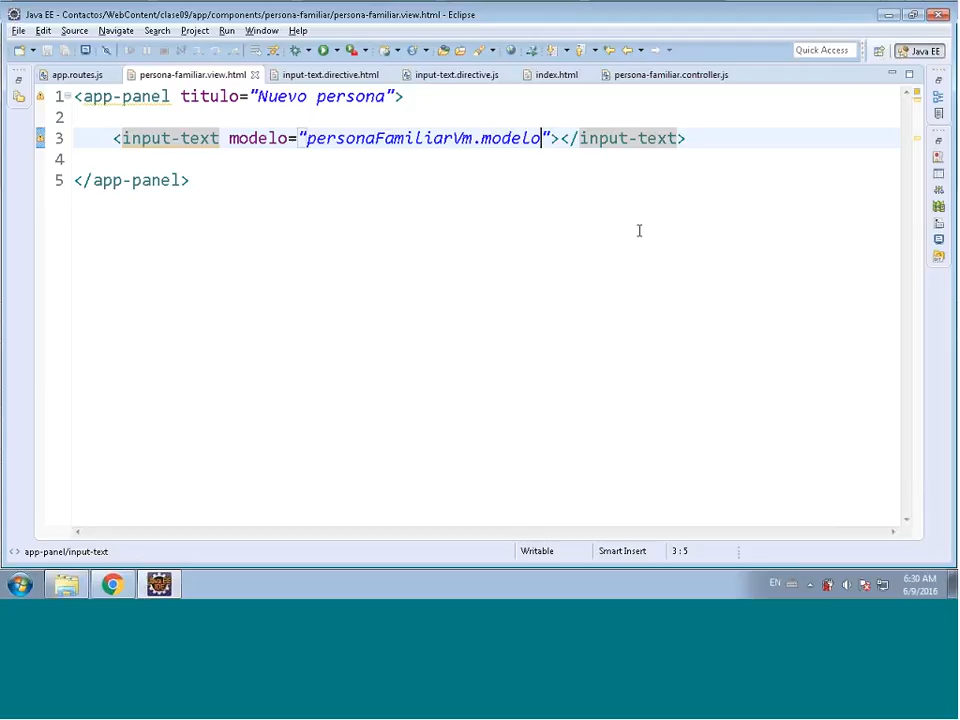 Java EE - Contactos/WebContent/clase09/app/components/persona-familiar/persona-familiar.view.html - Eclipse
File Edit Source Navigate Search Project Run Window Help
Quick Access Java EE
app.routes.js persona-familiar.view.html input-text.directive.html input-text.directive.js index.html persona-familiar.controller.js
1 <app-panel titulo="Nuevo persona">
2
3 <input-text modelo="personaFamiliarVm.modelo"></input-text>
4
5 </app-panel>
app-panel/input-text Writable Smart Insert 3 : 5
EN 6:30 AM
6/9/2016